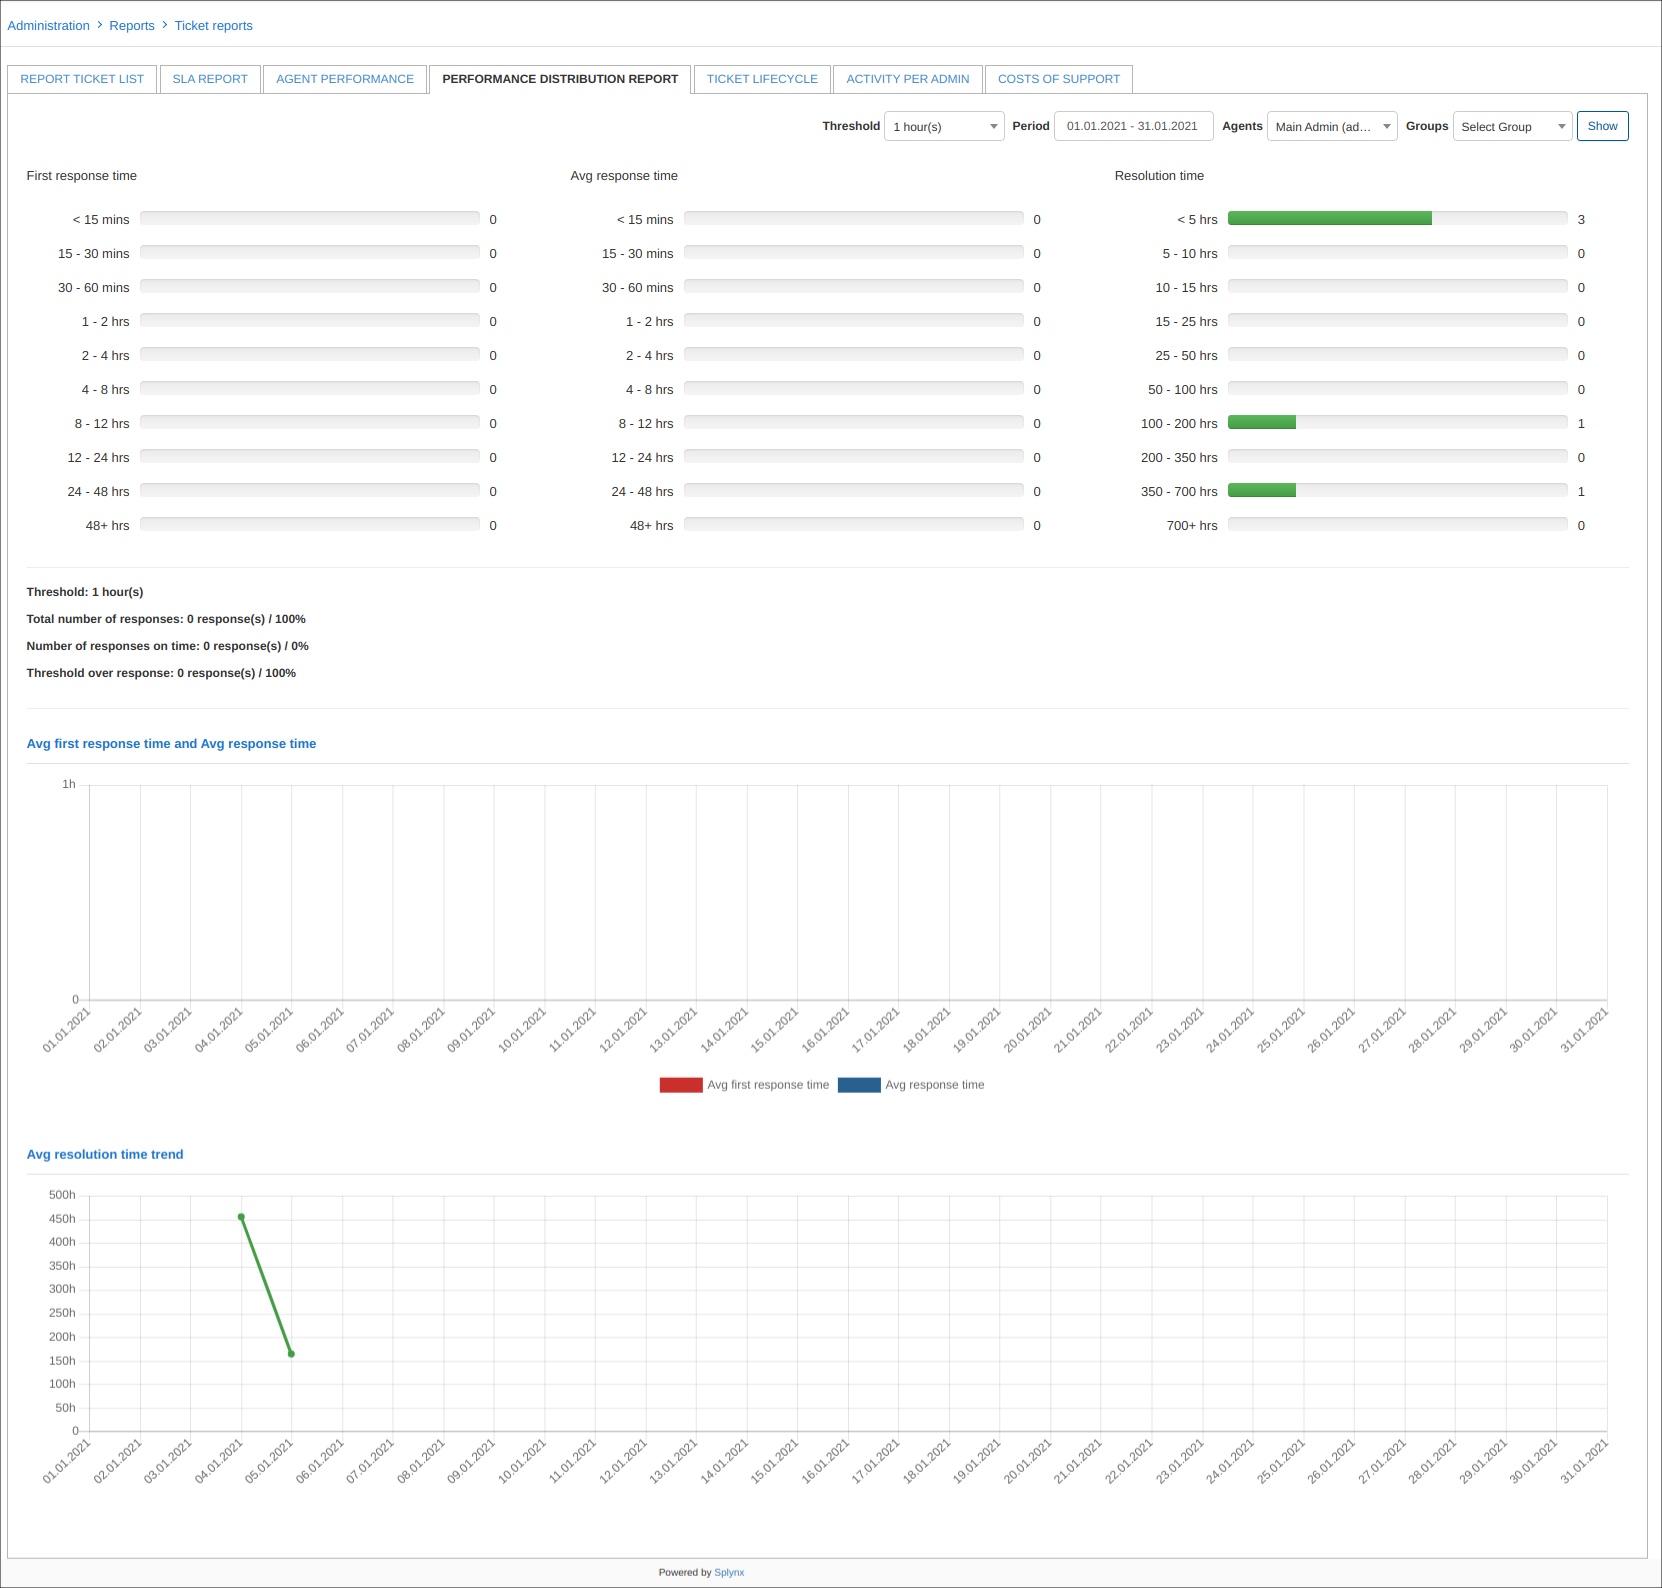 Administration > Reports > Ticket reports
REPORT TICKET LIST SLA REPORT AGENT PERFORMANCE PERFORMANCE DISTRIBUTION REPORT TICKET LIFECYCLE ACTIVITY PER ADMIN COSTS OF SUPPORT
Threshold 1 hour(s) Period 01.01.2021 - 31.01.2021 Agents Main Admin (ad... Groups Select Group Show
First response time Avg response time Resolution time
< 15 mins 0 < 15 mins 0 < 5 hrs 3
15 - 30 mins 0 15 - 30 mins 0 5 - 10 hrs 0
30 - 60 mins 0 30 - 60 mins 0 10 - 15 hrs 0
1 - 2 hrs 0 1 - 2 hrs 0 15 - 25 hrs 0
2 - 4 hrs 0 2 - 4 hrs 0 25 - 50 hrs 0
4 - 8 hrs 0 4 - 8 hrs 0 50 - 100 hrs 0
8 - 12 hrs 0 8 - 12 hrs 0 100 - 200 hrs 1
12 - 24 hrs 0 12 - 24 hrs 0 200 - 350 hrs 0
24 - 48 hrs 0 24 - 48 hrs 0 350 - 700 hrs 1
48+ hrs 0 48+ hrs 0 700+ hrs 0
Threshold: 1 hour(s)
Total number of responses: 0 response(s) / 100%
Number of responses on time: 0 response(s) / 0%
Threshold over response: 0 response(s) / 100%
Avg first response time and Avg response time
1h
0
01.01.2021 02.01.2021 03.01.2021 04.01.2021 05.01.2021 06.01.2021 07.01.2021 08.01.2021 09.01.2021 10.01.2021 11.01.2021 12.01.2021 13.01.2021 14.01.2021 15.01.2021 16.01.2021 17.01.2021 18.01.2021 19.01.2021 20.01.2021 21.01.2021 22.01.2021 23.01.2021 24.01.2021 25.01.2021 26.01.2021 27.01.2021 28.01.2021 29.01.2021 30.01.2021 31.01.2021
Avg first response time Avg response time
Avg resolution time trend
500h
450h
400h
350h
300h
250h
200h
150h
100h
50h
0
01.01.2021 02.01.2021 03.01.2021 04.01.2021 05.01.2021 06.01.2021 07.01.2021 08.01.2021 09.01.2021 10.01.2021 11.01.2021 12.01.2021 13.01.2021 14.01.2021 15.01.2021 16.01.2021 17.01.2021 18.01.2021 19.01.2021 20.01.2021 21.01.2021 22.01.2021 23.01.2021 24.01.2021 25.01.2021 26.01.2021 27.01.2021 28.01.2021 29.01.2021 30.01.2021 31.01.2021
Powered by Splynx